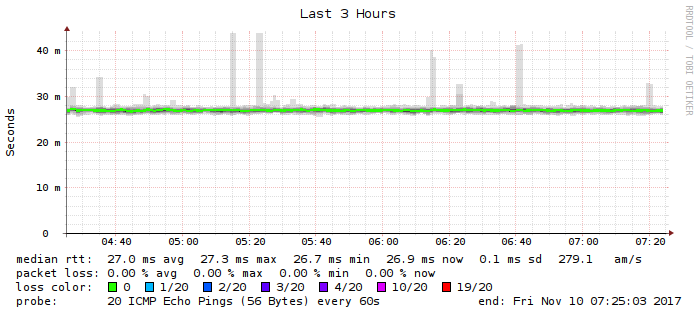 Last 3 Hours
RRDTOOL / TOBI OETIKER
Seconds
40 m
30 m
20 m
10 m
0
04:40 05:00 05:20 05:40 06:00 06:20 06:40 07:00 07:20
median rtt: 27.0 ms avg 27.3 ms max 26.7 ms min 26.9 ms now 0.1 ms sd 279.1 am/s
packet loss: 0.00 % avg 0.00 % max 0.00 % min 0.00 % now
loss color: 0 1/20 2/20 3/20 4/20 10/20 19/20
probe: 20 ICMP Echo Pings (56 Bytes) every 60s end: Fri Nov 10 07:25:03 2017